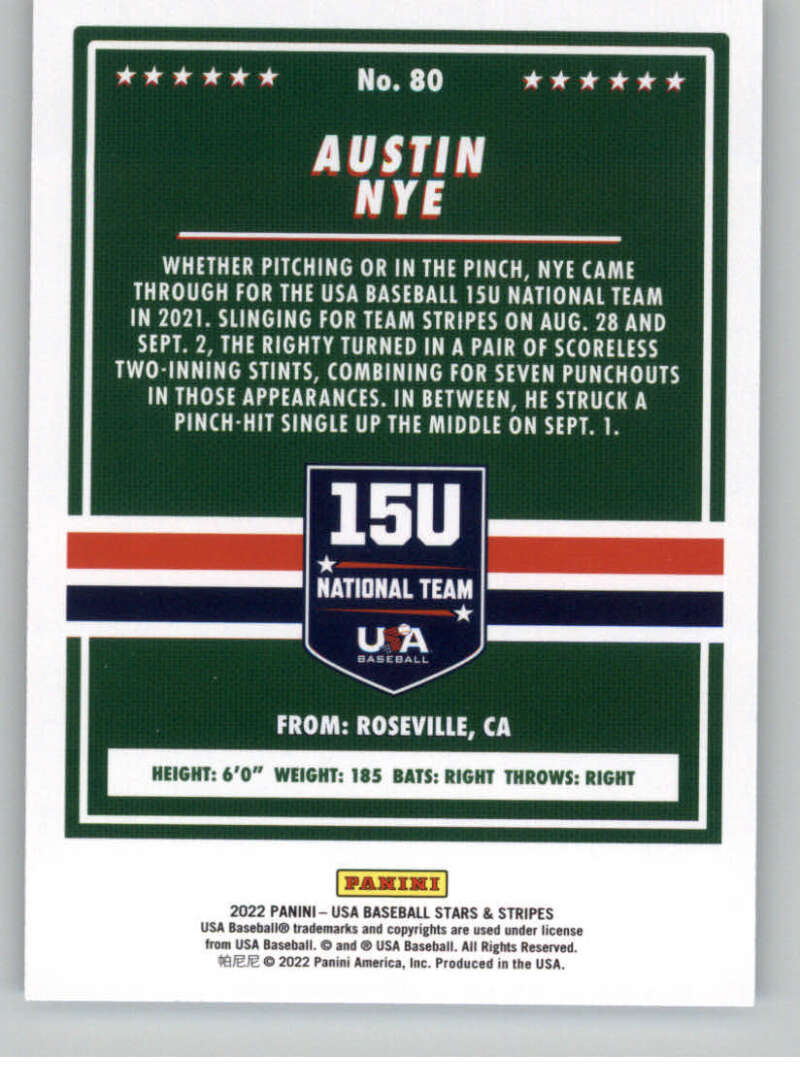 No. 80
AUSTIN
NYE
WHETHER PITCHING OR IN THE PINCH, NYE CAME
THROUGH FOR THE USA BASEBALL 15U NATIONAL TEAM
IN 2021. SLINGING FOR TEAM STRIPES ON AUG. 28 AND
SEPT. 2, THE RIGHTY TURNED IN A PAIR OF SCORELESS
TWO-INNING STINTS, COMBINING FOR SEVEN PUNCHOUTS
IN THOSE APPEARANCES. IN BETWEEN, HE STRUCK A
PINCH-HIT SINGLE UP THE MIDDLE ON SEPT. 1.
15U
NATIONAL TEAM
USA
BASEBALL
FROM: ROSEVILLE, CA
HEIGHT: 6'0" WEIGHT: 185 BATS: RIGHT THROWS: RIGHT
PANINI
2022 PANINI – USA BASEBALL STARS & STRIPES
USA Baseball® trademarks and copyrights are used under license
from USA Baseball. © and ® USA Baseball. All Rights Reserved.
帕尼尼 © 2022 Panini America, Inc. Produced in the USA.